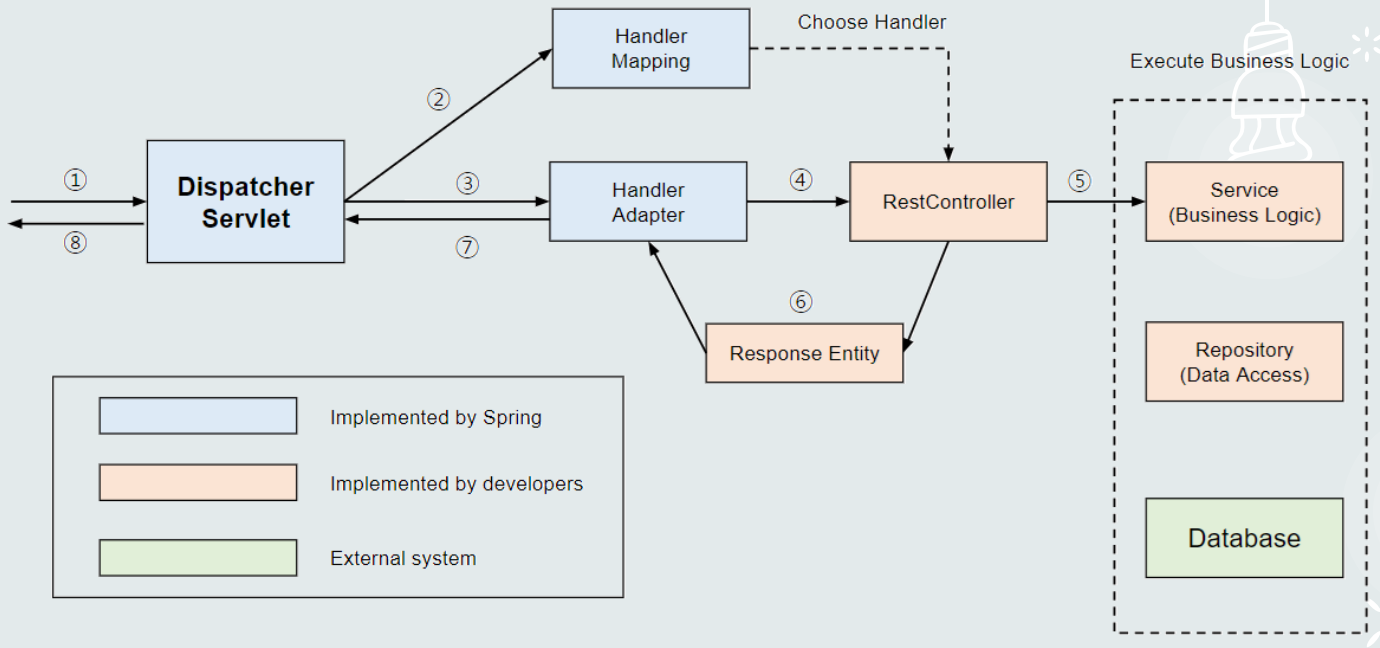 Handler
Mapping
Choose Handler
Execute Business Logic
②
①
Dispatcher
Servlet
③
Handler
Adapter
④
RestController
⑤
Service
(Business Logic)
⑧
⑦
⑥
Response Entity
Repository
(Data Access)
Implemented by Spring
Implemented by developers
External system
Database